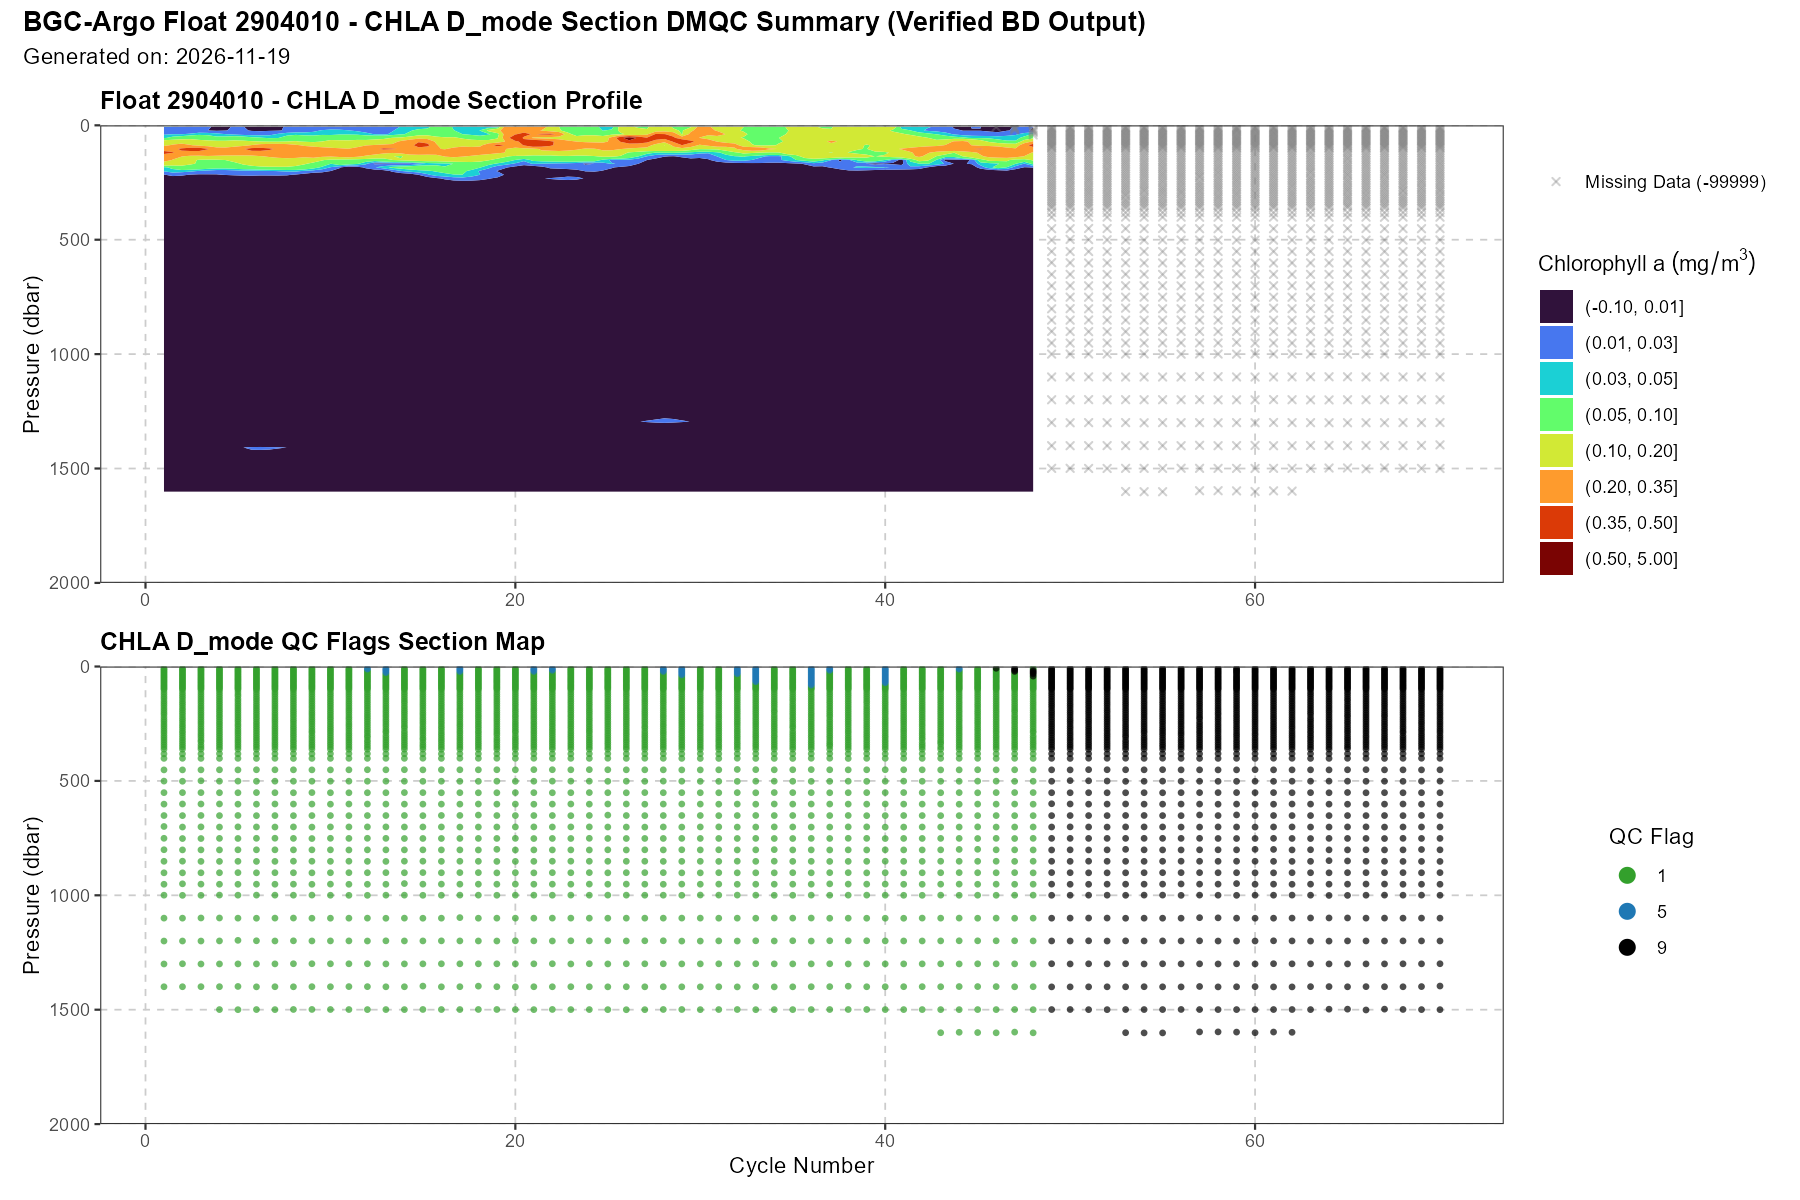 BGC-Argo Float 2904010 - CHLA D_mode Section DMQC Summary (Verified BD Output)
Generated on: 2026-11-19
Float 2904010 - CHLA D_mode Section Profile
Pressure (dbar)
0
500
1000
1500
2000
0
20
40
60
Missing Data (-99999)
Chlorophyll a (mg/m³)
(-0.10, 0.01]
(0.01, 0.03]
(0.03, 0.05]
(0.05, 0.10]
(0.10, 0.20]
(0.20, 0.35]
(0.35, 0.50]
(0.50, 5.00]
CHLA D_mode QC Flags Section Map
Pressure (dbar)
0
500
1000
1500
2000
0
20
40
60
Cycle Number
QC Flag
1
5
9